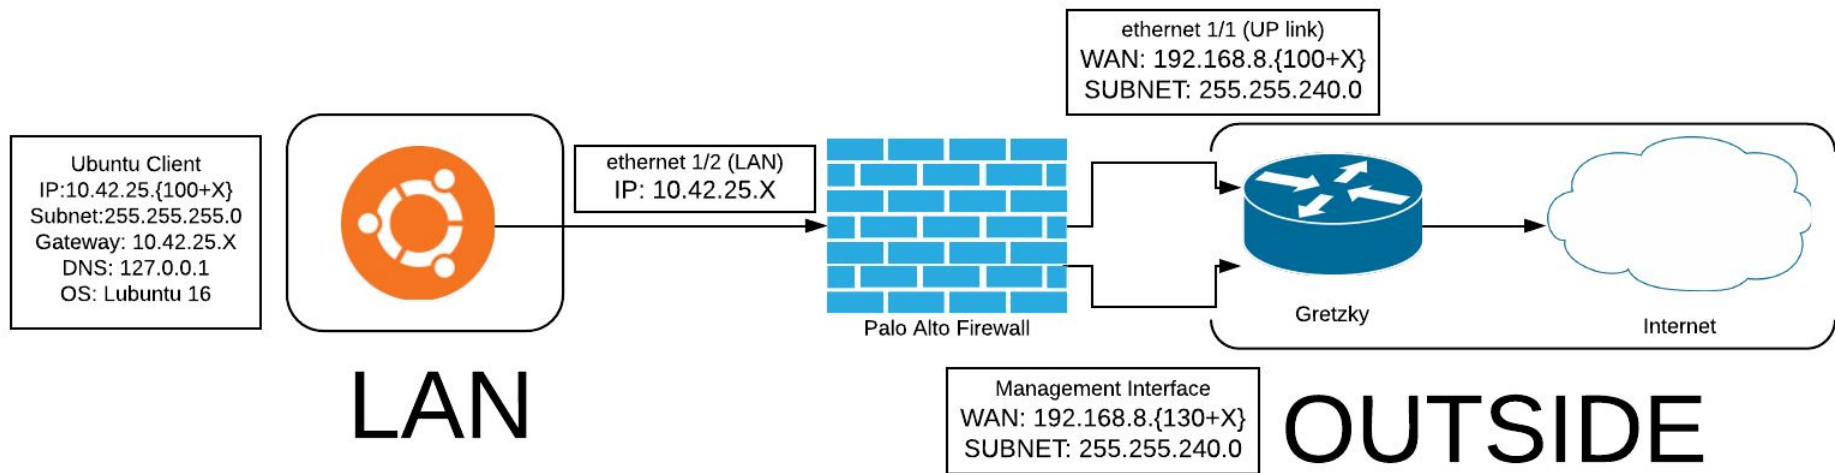 ethernet 1/1 (UP link)
WAN: 192.168.8.{100+X}
SUBNET: 255.255.240.0
Ubuntu Client
IP:10.42.25.{100+X}
Subnet:255.255.255.0
Gateway: 10.42.25.X
DNS: 127.0.0.1
OS: Lubuntu 16
ethernet 1/2 (LAN)
IP: 10.42.25.X
Palo Alto Firewall
Gretzky
Internet
LAN
Management Interface
WAN: 192.168.8.{130+X}
SUBNET: 255.255.240.0
OUTSIDE